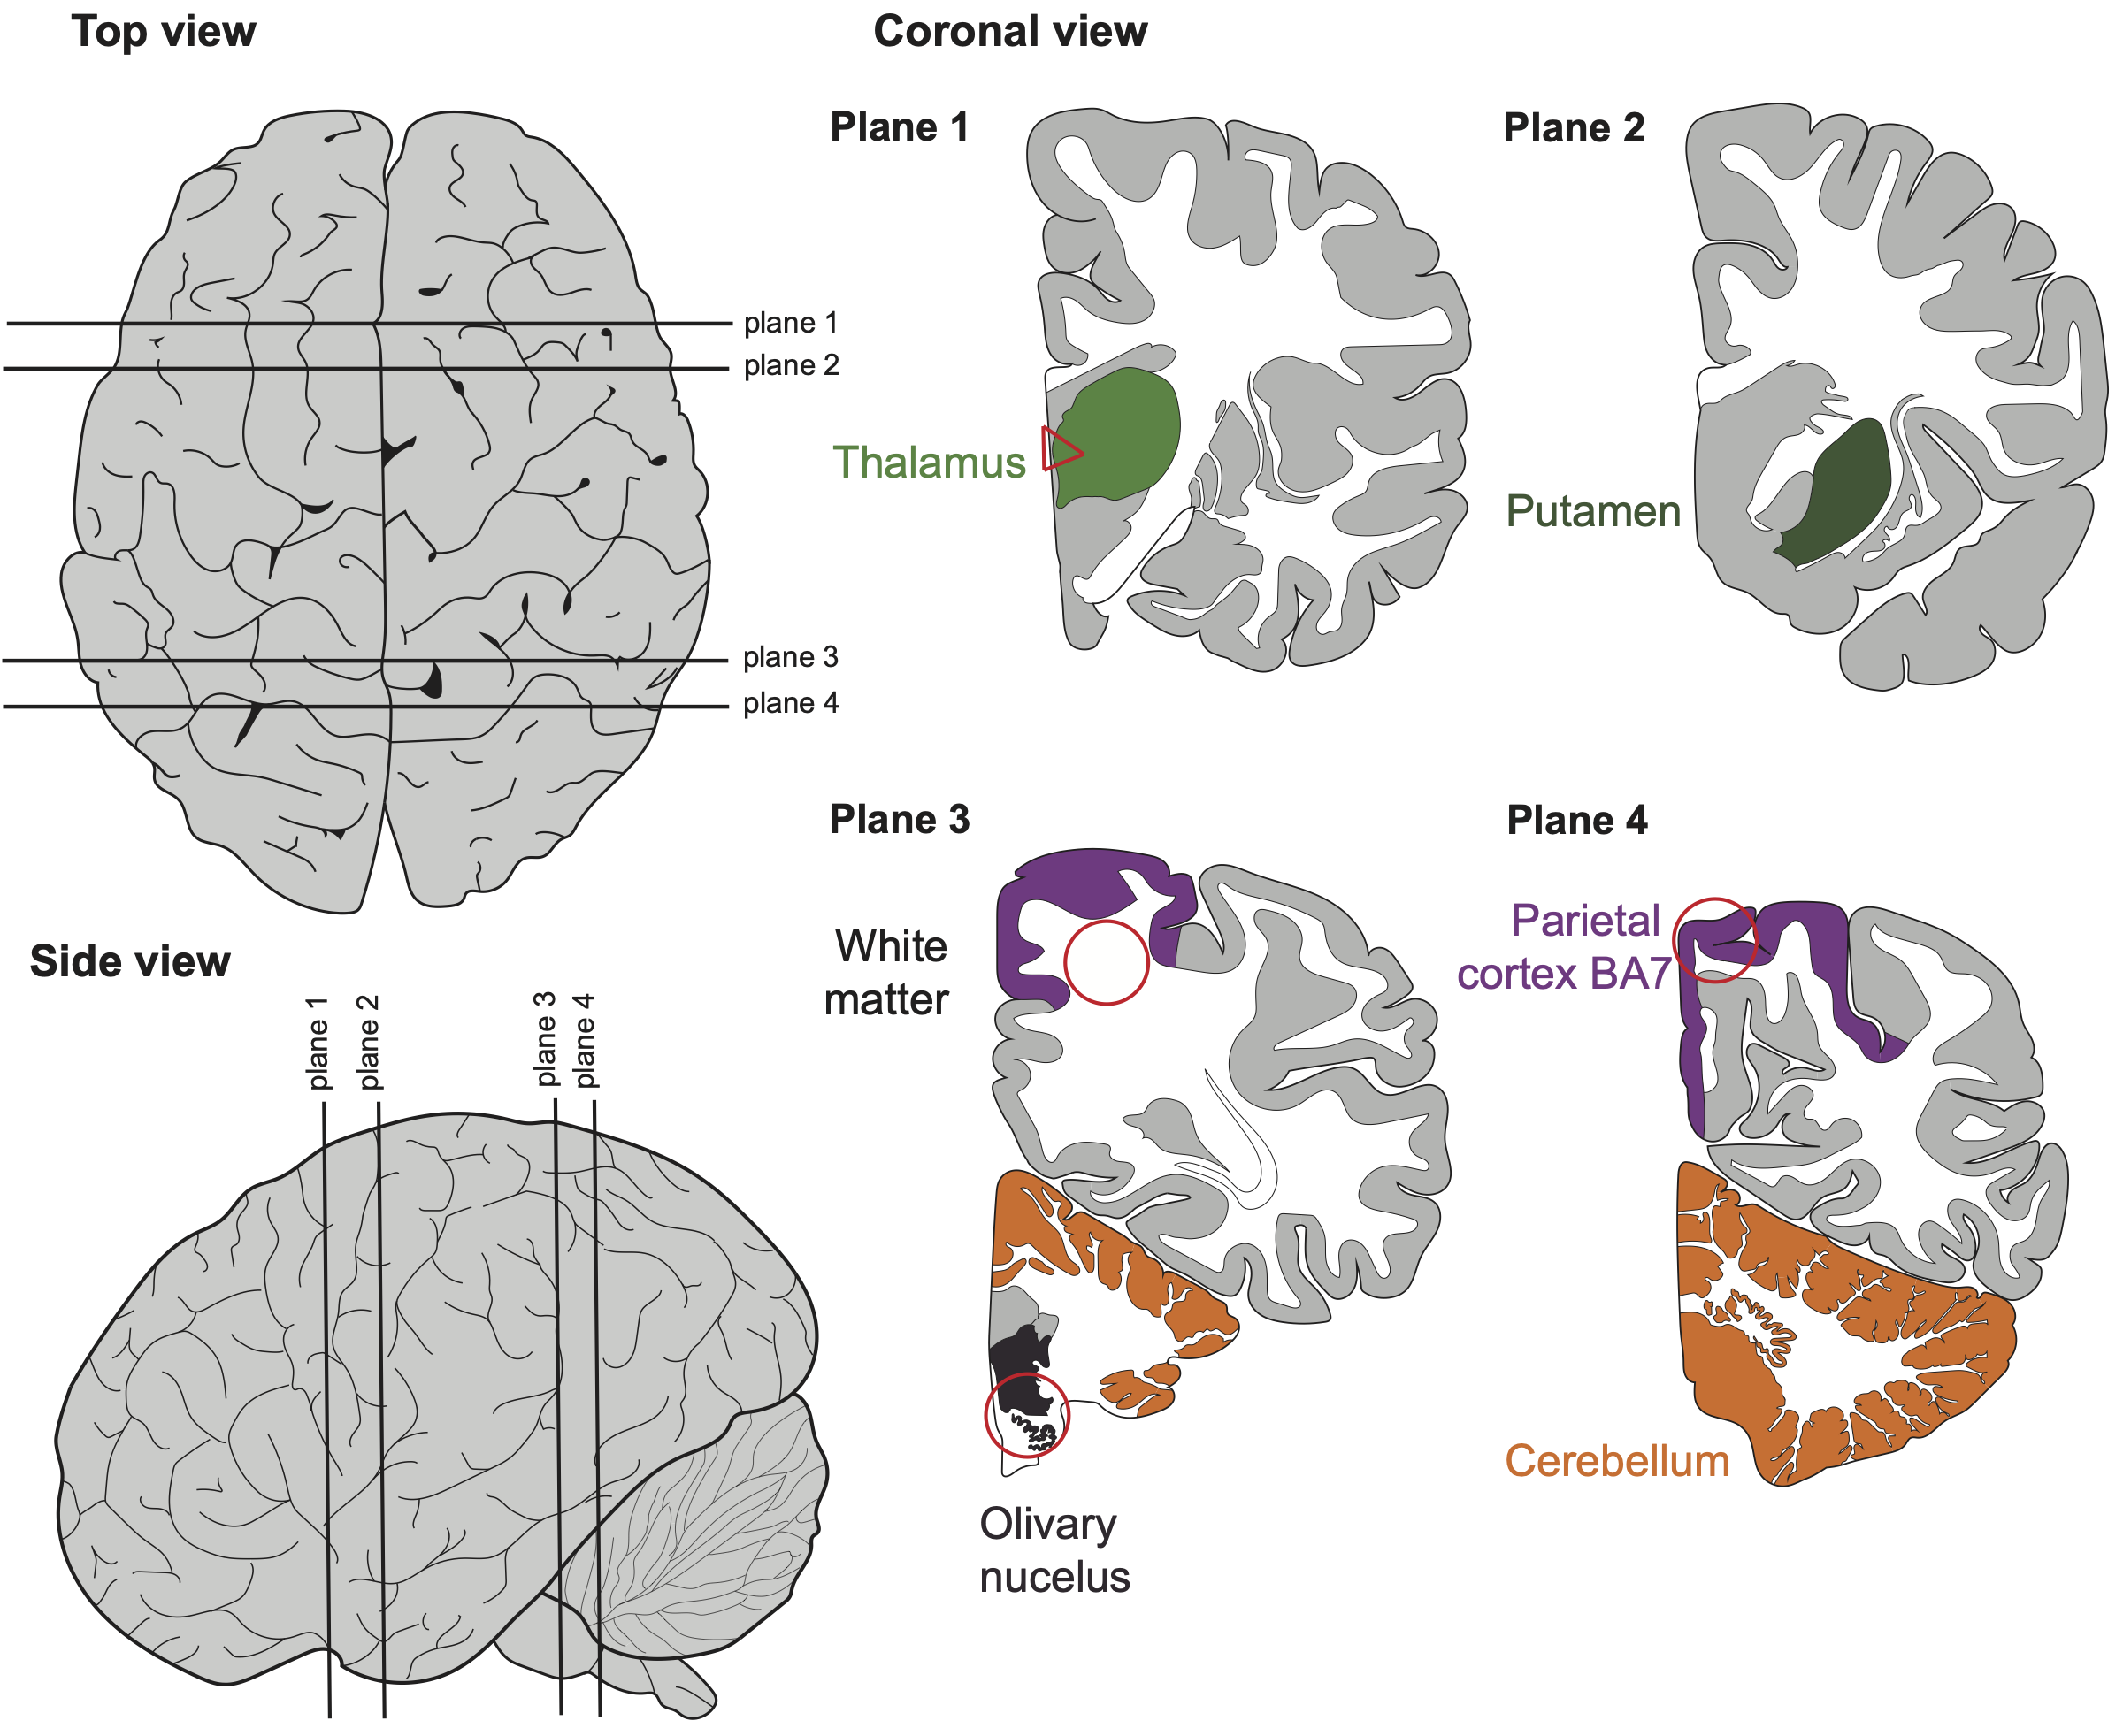 Top view
plane 1
plane 2
plane 3
plane 4
Side view
plane 1
plane 2
plane 3
plane 4
Coronal view
Plane 1
Thalamus
Plane 2
Putamen
Plane 3
White
matter
Olivary
nucelus
Plane 4
Parietal
cortex BA7
Cerebellum